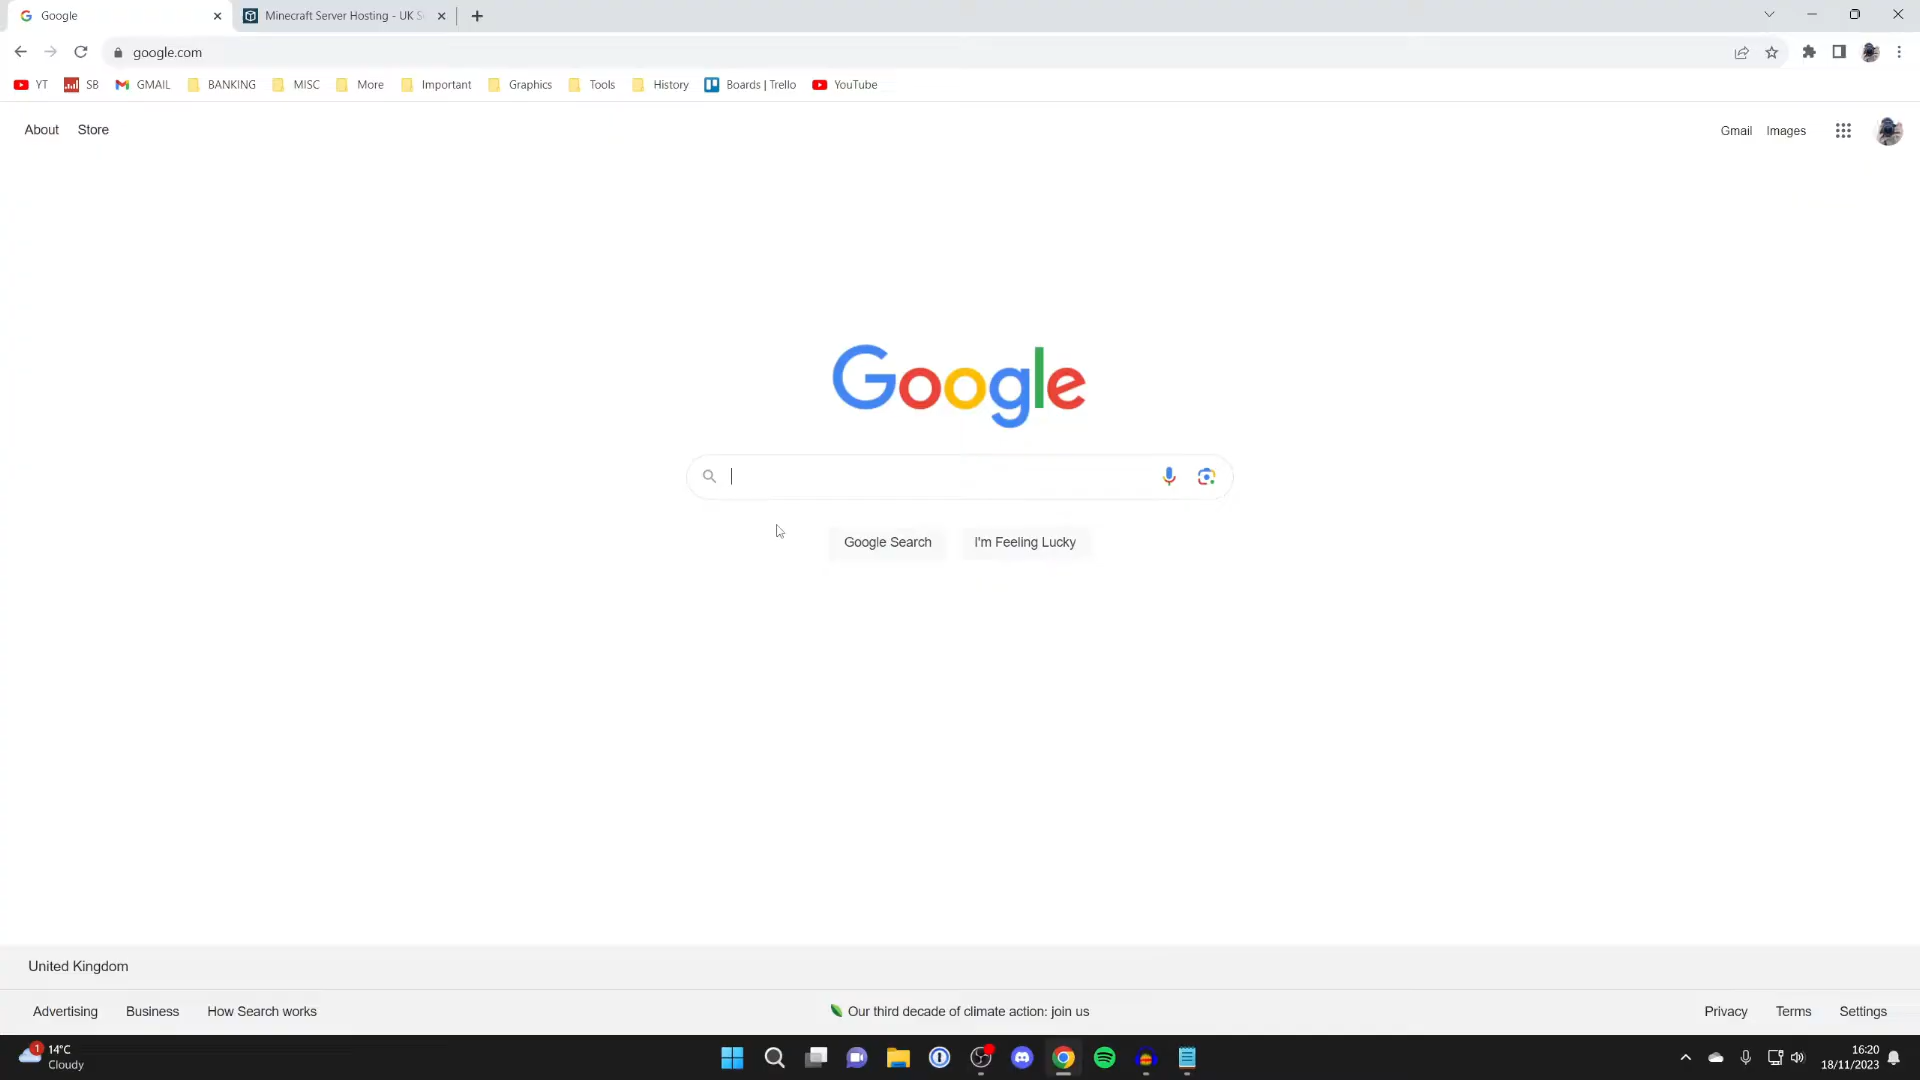 Google
Minecraft Server Hosting - UK S
google.com
YT SB GMAIL BANKING MISC More Important Graphics Tools History Boards | Trello YouTube
About Store
Gmail Images
Google
Google Search I'm Feeling Lucky
United Kingdom
Advertising Business How Search works
Our third decade of climate action: join us
Privacy Terms Settings
1
14°C
Cloudy
16:20
18/11/2023